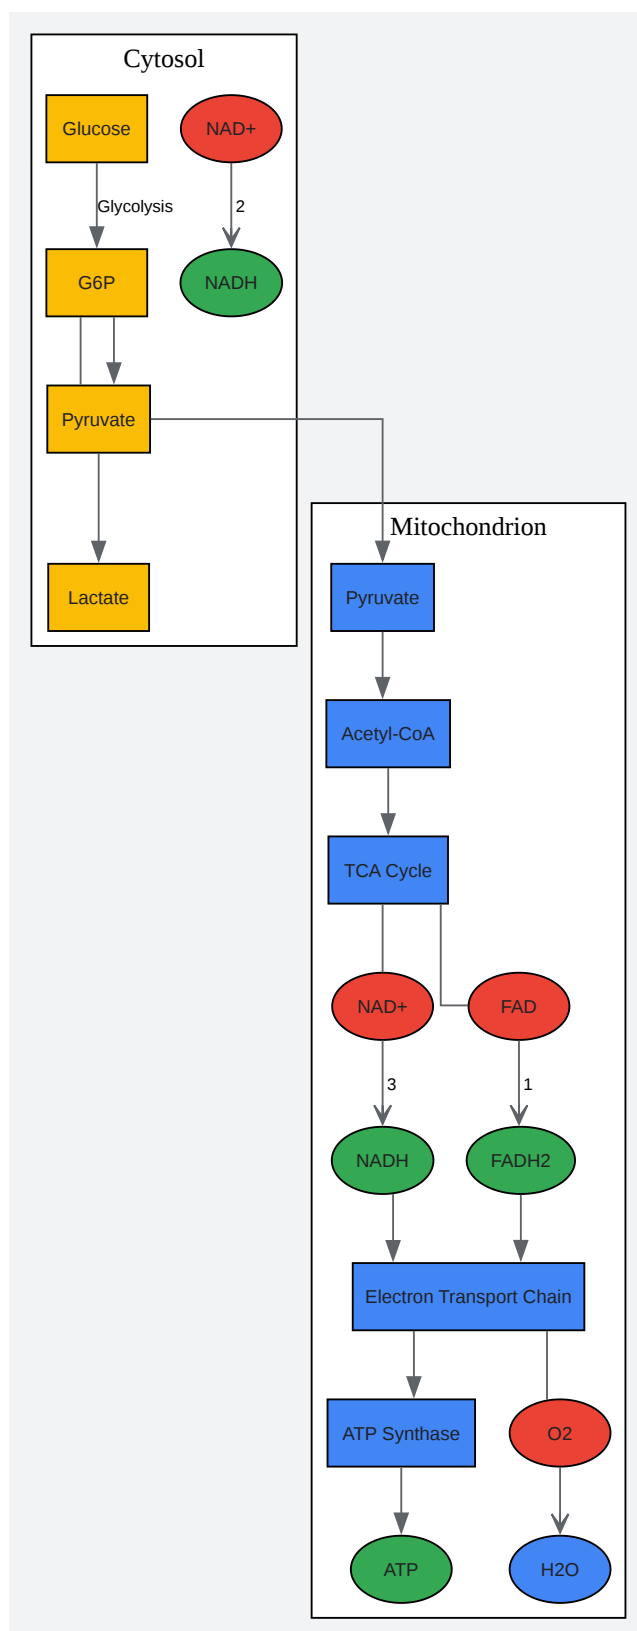 Cytosol
Glucose
NAD+
Glycolysis
2
G6P
NADH
Pyruvate
Lactate
Mitochondrion
Pyruvate
Acetyl-CoA
TCA Cycle
NAD+
FAD
3
1
NADH
FADH2
Electron Transport Chain
ATP Synthase
O2
ATP
H2O